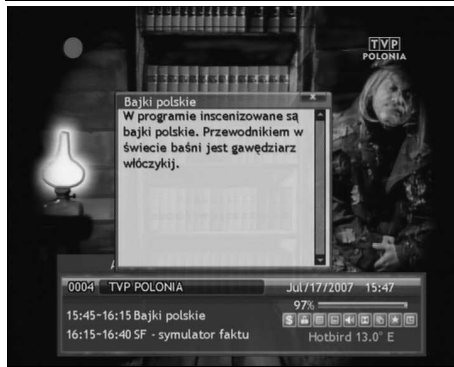 TVP
POLONIA
Bajki polskie
W programie inscenizowane są
bajki polskie. Przewodnikiem w
świecie baśni jest gawędziarz
włóczykij.
0004 TVP POLONIA Jul/17/2007 15:47
97%
15:45~16:15 Bajki polskie
16:15~16:40 SF - symulator faktu
Hotbird 13.0° E